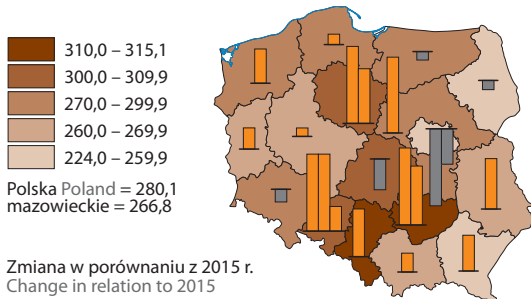 310,0 – 315,1
300,0 – 309,9
270,0 – 299,9
260,0 – 269,9
224,0 – 259,9
Polska Poland = 280,1
mazowieckie = 266,8
Zmiana w porównaniu z 2015 r.
Change in relation to 2015